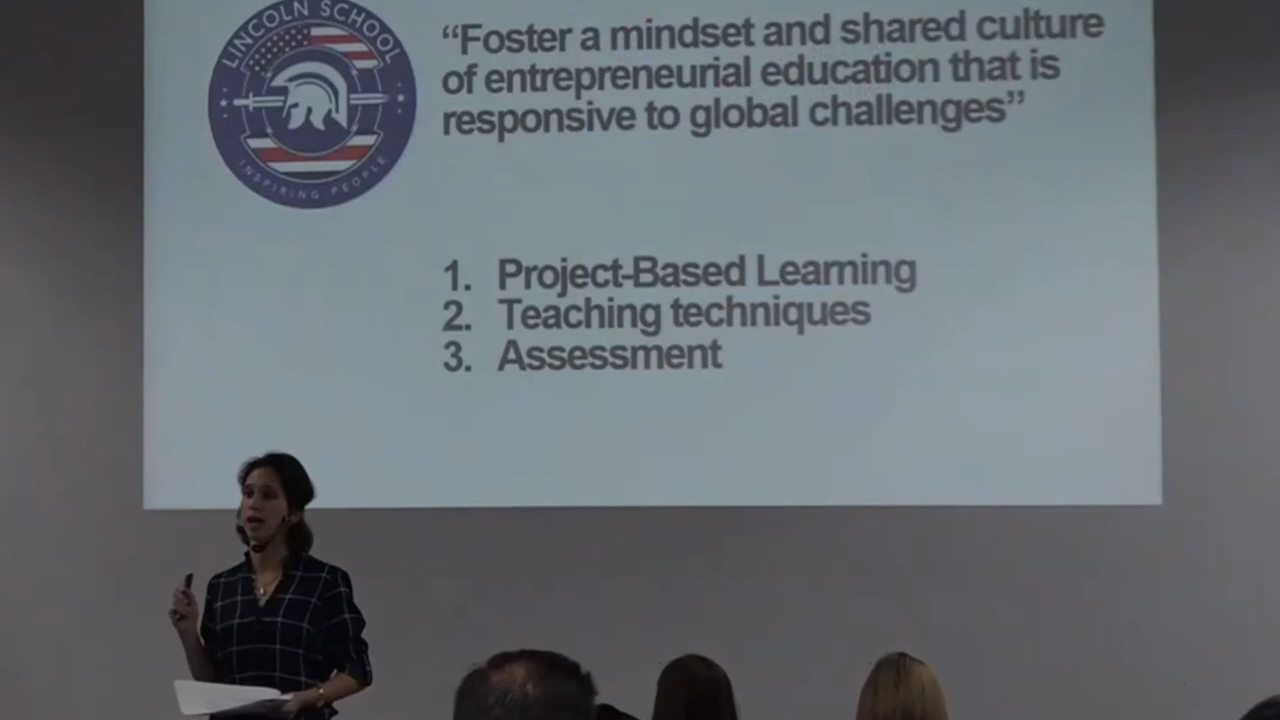 LINCOLN SCHOOL
INSPIRING PEOPLE
“Foster a mindset and shared culture
of entrepreneurial education that is
responsive to global challenges”
1. Project-Based Learning
2. Teaching techniques
3. Assessment